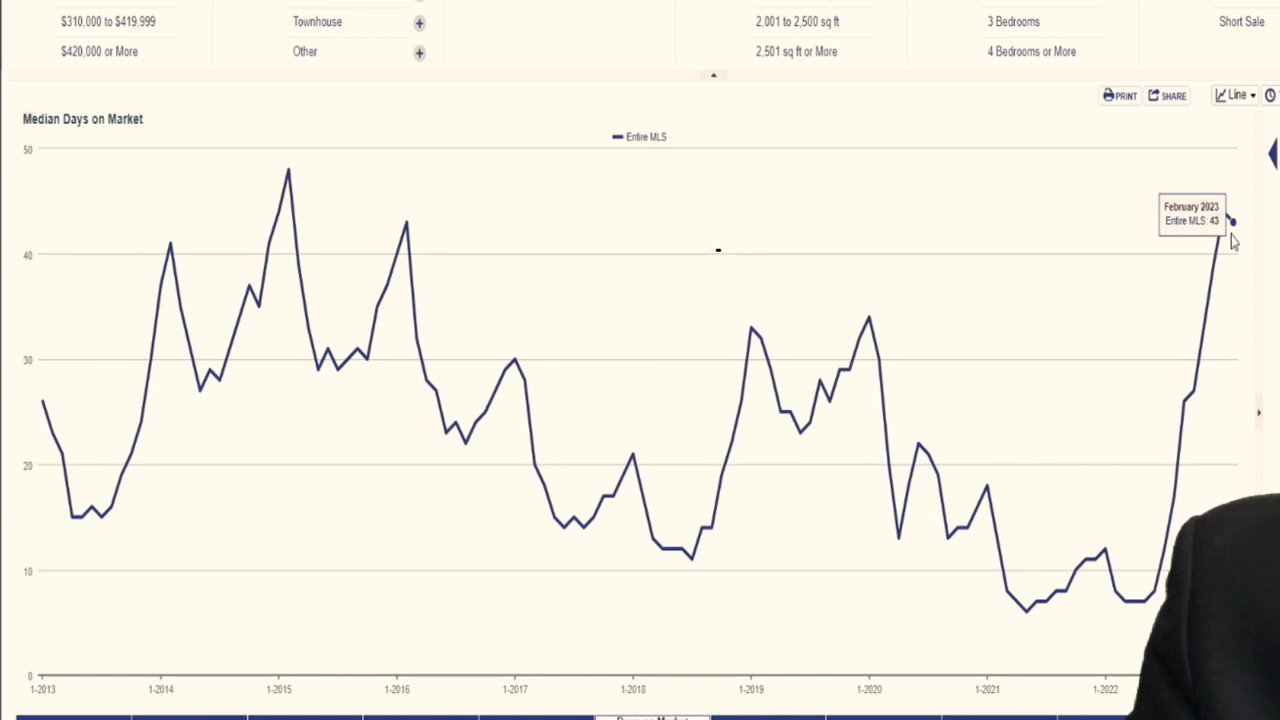 $310,000 to $419,999 Townhouse 2,001 to 2,500 sq ft 3 Bedrooms Short Sale
$420,000 or More Other 2,501 sq ft or More 4 Bedrooms or More
PRINT SHARE Line
Median Days on Market
Entire MLS
50
February 2023
Entire MLS: 43
40
30
20
10
0
1-2013 1-2014 1-2015 1-2016 1-2017 1-2018 1-2019 1-2020 1-2021 1-2022
Days on Market